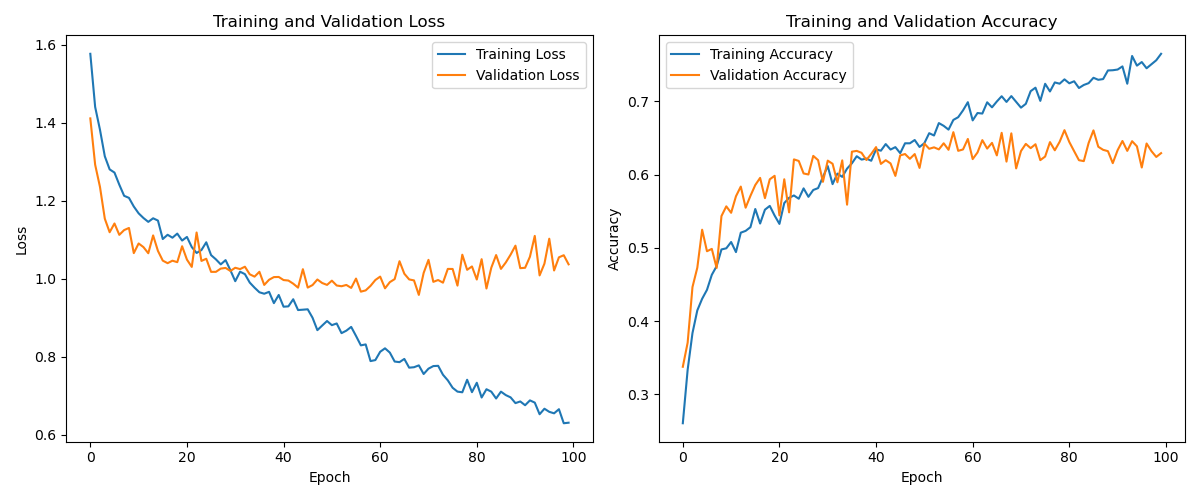 Training and Validation Loss
Training Loss
Validation Loss
Loss
1.6
1.4
1.2
1.0
0.8
0.6
0 20 40 60 80 100
Epoch
Training and Validation Accuracy
Training Accuracy
Validation Accuracy
Accuracy
0.7
0.6
0.5
0.4
0.3
0 20 40 60 80 100
Epoch